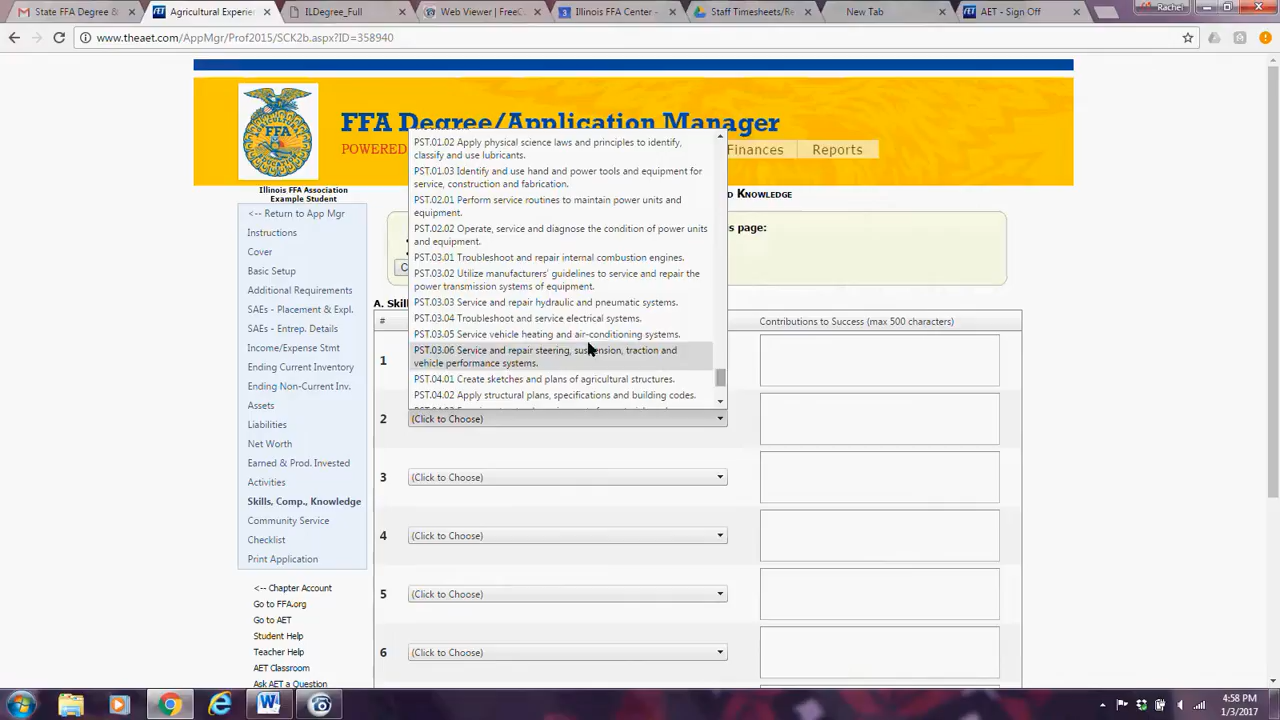 State FFA Degree &
Agricultural Experie
ILDegree_Full
Web Viewer | FreeC
Illinois FFA Center -
Staff Timesheets/Re
New Tab
AET - Sign Off
Rachel
www.theaet.com/AppMgr/Prof2015/SCK2b.aspx?ID=358940
FFA Degree/Application Manager
POWERED
Finances
Reports
Illinois FFA Association
Example Student
<-- Return to App Mgr
Instructions
Cover
Basic Setup
Additional Requirements
SAEs - Placement & Expl.
SAEs - Entrep. Details
Income/Expense Stmt
Ending Current Inventory
Ending Non-Current Inv.
Assets
Liabilities
Net Worth
Earned & Prod. Invested
Activities
Skills, Comp., Knowledge
Community Service
Checklist
Print Application
<-- Chapter Account
Go to FFA.org
Go to AET
Student Help
Teacher Help
AET Classroom
Ask AET a Question
D KNOWLEDGE
s page:
A. Skil
#
Contributions to Success (max 500 characters)
PST.01.02 Apply physical science laws and principles to identify,
classify and use lubricants.
PST.01.03 Identify and use hand and power tools and equipment for
service, construction and fabrication.
PST.02.01 Perform service routines to maintain power units and
equipment.
PST.02.02 Operate, service and diagnose the condition of power units
and equipment.
PST.03.01 Troubleshoot and repair internal combustion engines.
PST.03.02 Utilize manufacturers' guidelines to service and repair the
power transmission systems of equipment.
PST.03.03 Service and repair hydraulic and pneumatic systems.
PST.03.04 Troubleshoot and service electrical systems.
PST.03.05 Service vehicle heating and air-conditioning systems.
PST.03.06 Service and repair steering, suspension, traction and
vehicle performance systems.
PST.04.01 Create sketches and plans of agricultural structures.
PST.04.02 Apply structural plans, specifications and building codes.
1
2 (Click to Choose)
3 (Click to Choose)
4 (Click to Choose)
5 (Click to Choose)
6 (Click to Choose)
4:58 PM
1/3/2017